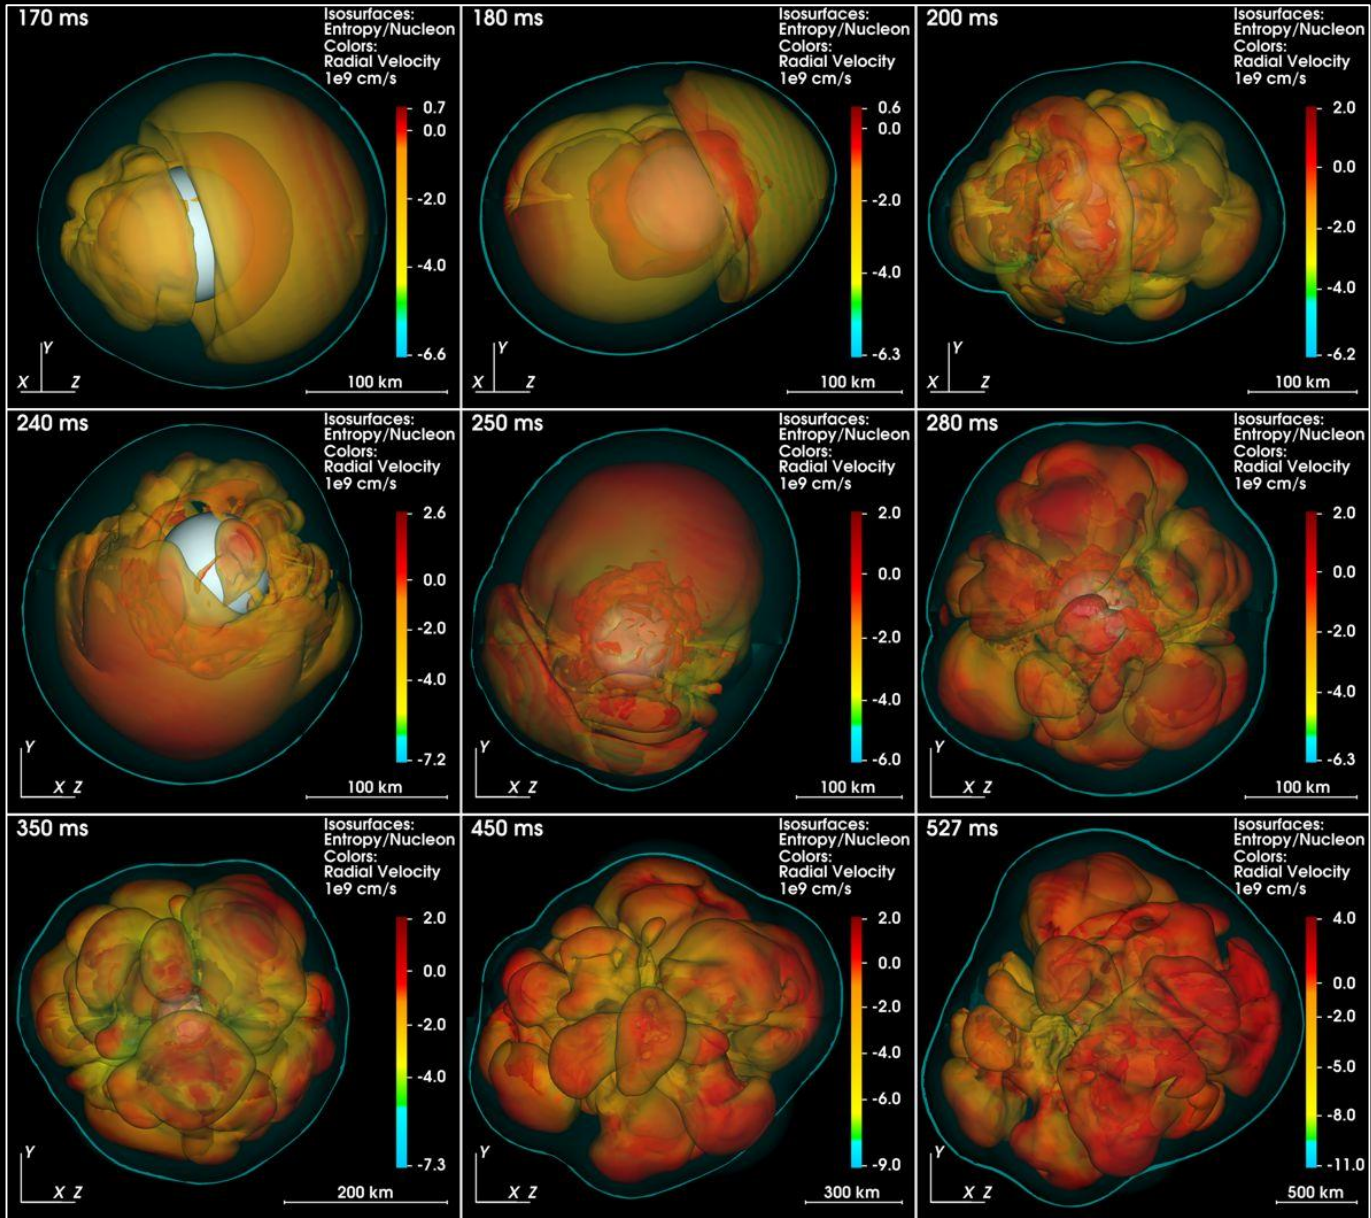 170 ms
Isosurfaces:
Entropy/Nucleon
Colors:
Radial Velocity
1e9 cm/s
0.7
0.0
-2.0
-4.0
-6.6
Y
X Z
100 km
180 ms
Isosurfaces:
Entropy/Nucleon
Colors:
Radial Velocity
1e9 cm/s
0.6
0.0
-2.0
-4.0
-6.3
Y
X Z
100 km
200 ms
Isosurfaces:
Entropy/Nucleon
Colors:
Radial Velocity
1e9 cm/s
2.0
0.0
-2.0
-4.0
-6.2
Y
X Z
100 km
240 ms
Isosurfaces:
Entropy/Nucleon
Colors:
Radial Velocity
1e9 cm/s
2.6
0.0
-2.0
-4.0
-7.2
Y
X Z
100 km
250 ms
Isosurfaces:
Entropy/Nucleon
Colors:
Radial Velocity
1e9 cm/s
2.0
0.0
-2.0
-4.0
-6.0
Y
X Z
100 km
280 ms
Isosurfaces:
Entropy/Nucleon
Colors:
Radial Velocity
1e9 cm/s
2.0
0.0
-2.0
-4.0
-6.3
Y
X Z
100 km
350 ms
Isosurfaces:
Entropy/Nucleon
Colors:
Radial Velocity
1e9 cm/s
2.0
0.0
-2.0
-4.0
-7.3
Y
X Z
200 km
450 ms
Isosurfaces:
Entropy/Nucleon
Colors:
Radial Velocity
1e9 cm/s
2.0
0.0
-2.0
-4.0
-6.0
-9.0
Y
X Z
300 km
527 ms
Isosurfaces:
Entropy/Nucleon
Colors:
Radial Velocity
1e9 cm/s
4.0
-0.0
-2.0
-8.0
-11.0
Y
X Z
500 km